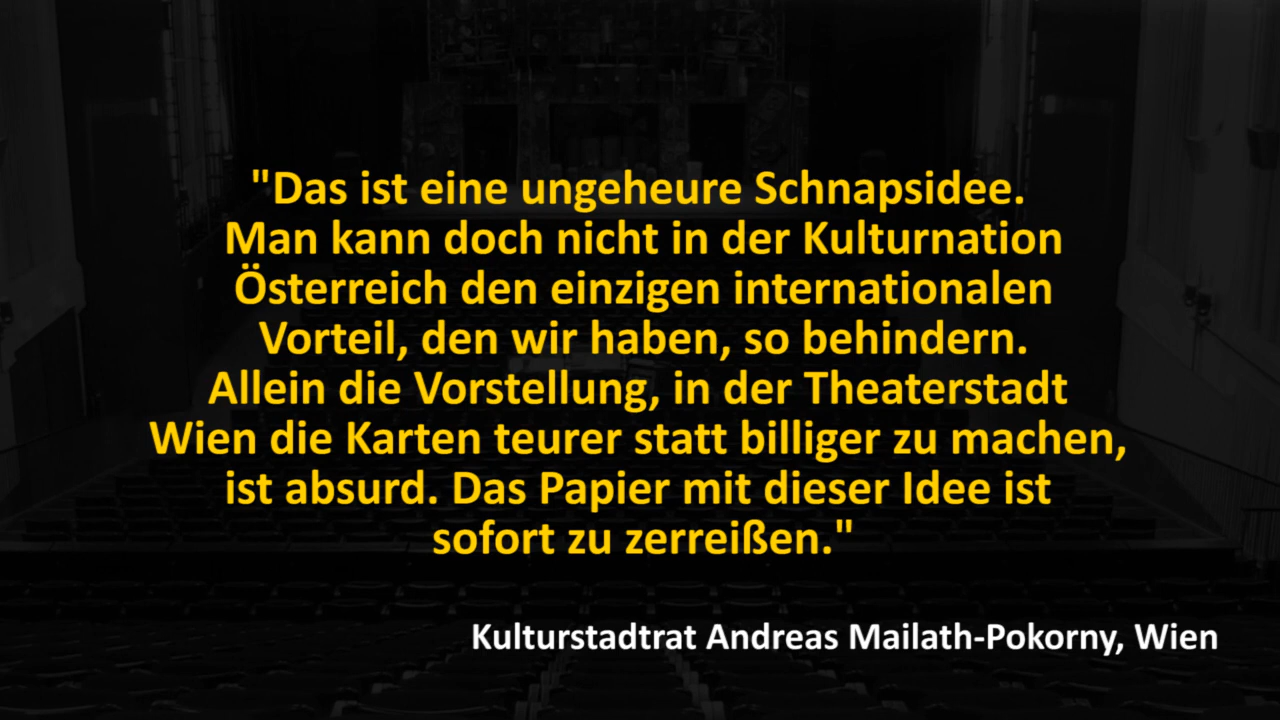 "Das ist eine ungeheure Schnapsidee.
Man kann doch nicht in der Kulturnation
Österreich den einzigen internationalen
Vorteil, den wir haben, so behindern.
Allein die Vorstellung, in der Theaterstadt
Wien die Karten teurer statt billiger zu machen,
ist absurd. Das Papier mit dieser Idee ist
sofort zu zerreißen."
Kulturstadtrat Andreas Mailath-Pokorny, Wien